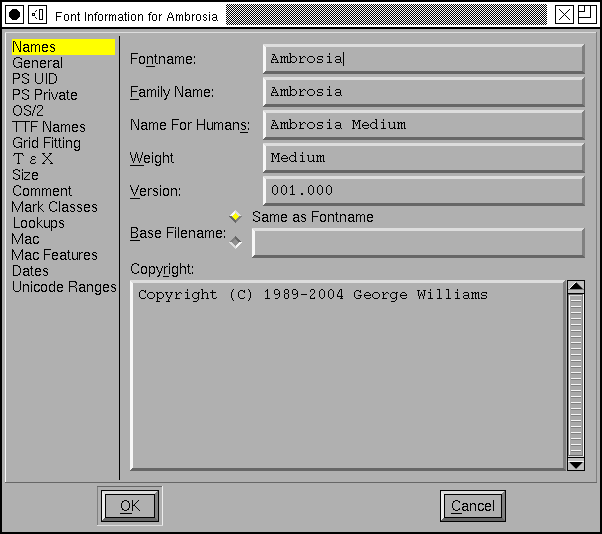 Font Information for Ambrosia
Names
General
PS UID
PS Private
OS/2
TTF Names
Grid Fitting
Τ ε Χ
Size
Comment
Mark Classes
Lookups
Mac
Mac Features
Dates
Unicode Ranges
Fontname: Ambrosia
Family Name: Ambrosia
Name For Humans: Ambrosia Medium
Weight Medium
Version: 001.000
Same as Fontname
Base Filename:
Copyright:
Copyright (C) 1989-2004 George Williams
OK Cancel